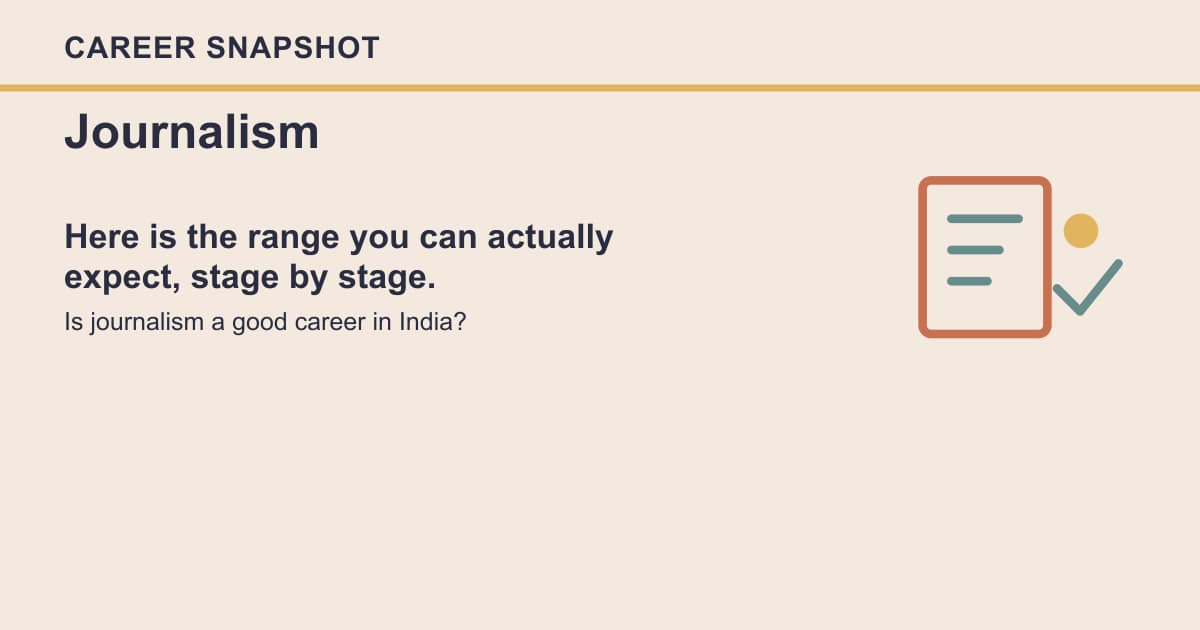 CAREER SNAPSHOT
Journalism
Here is the range you can actually
expect, stage by stage.
Is journalism a good career in India?